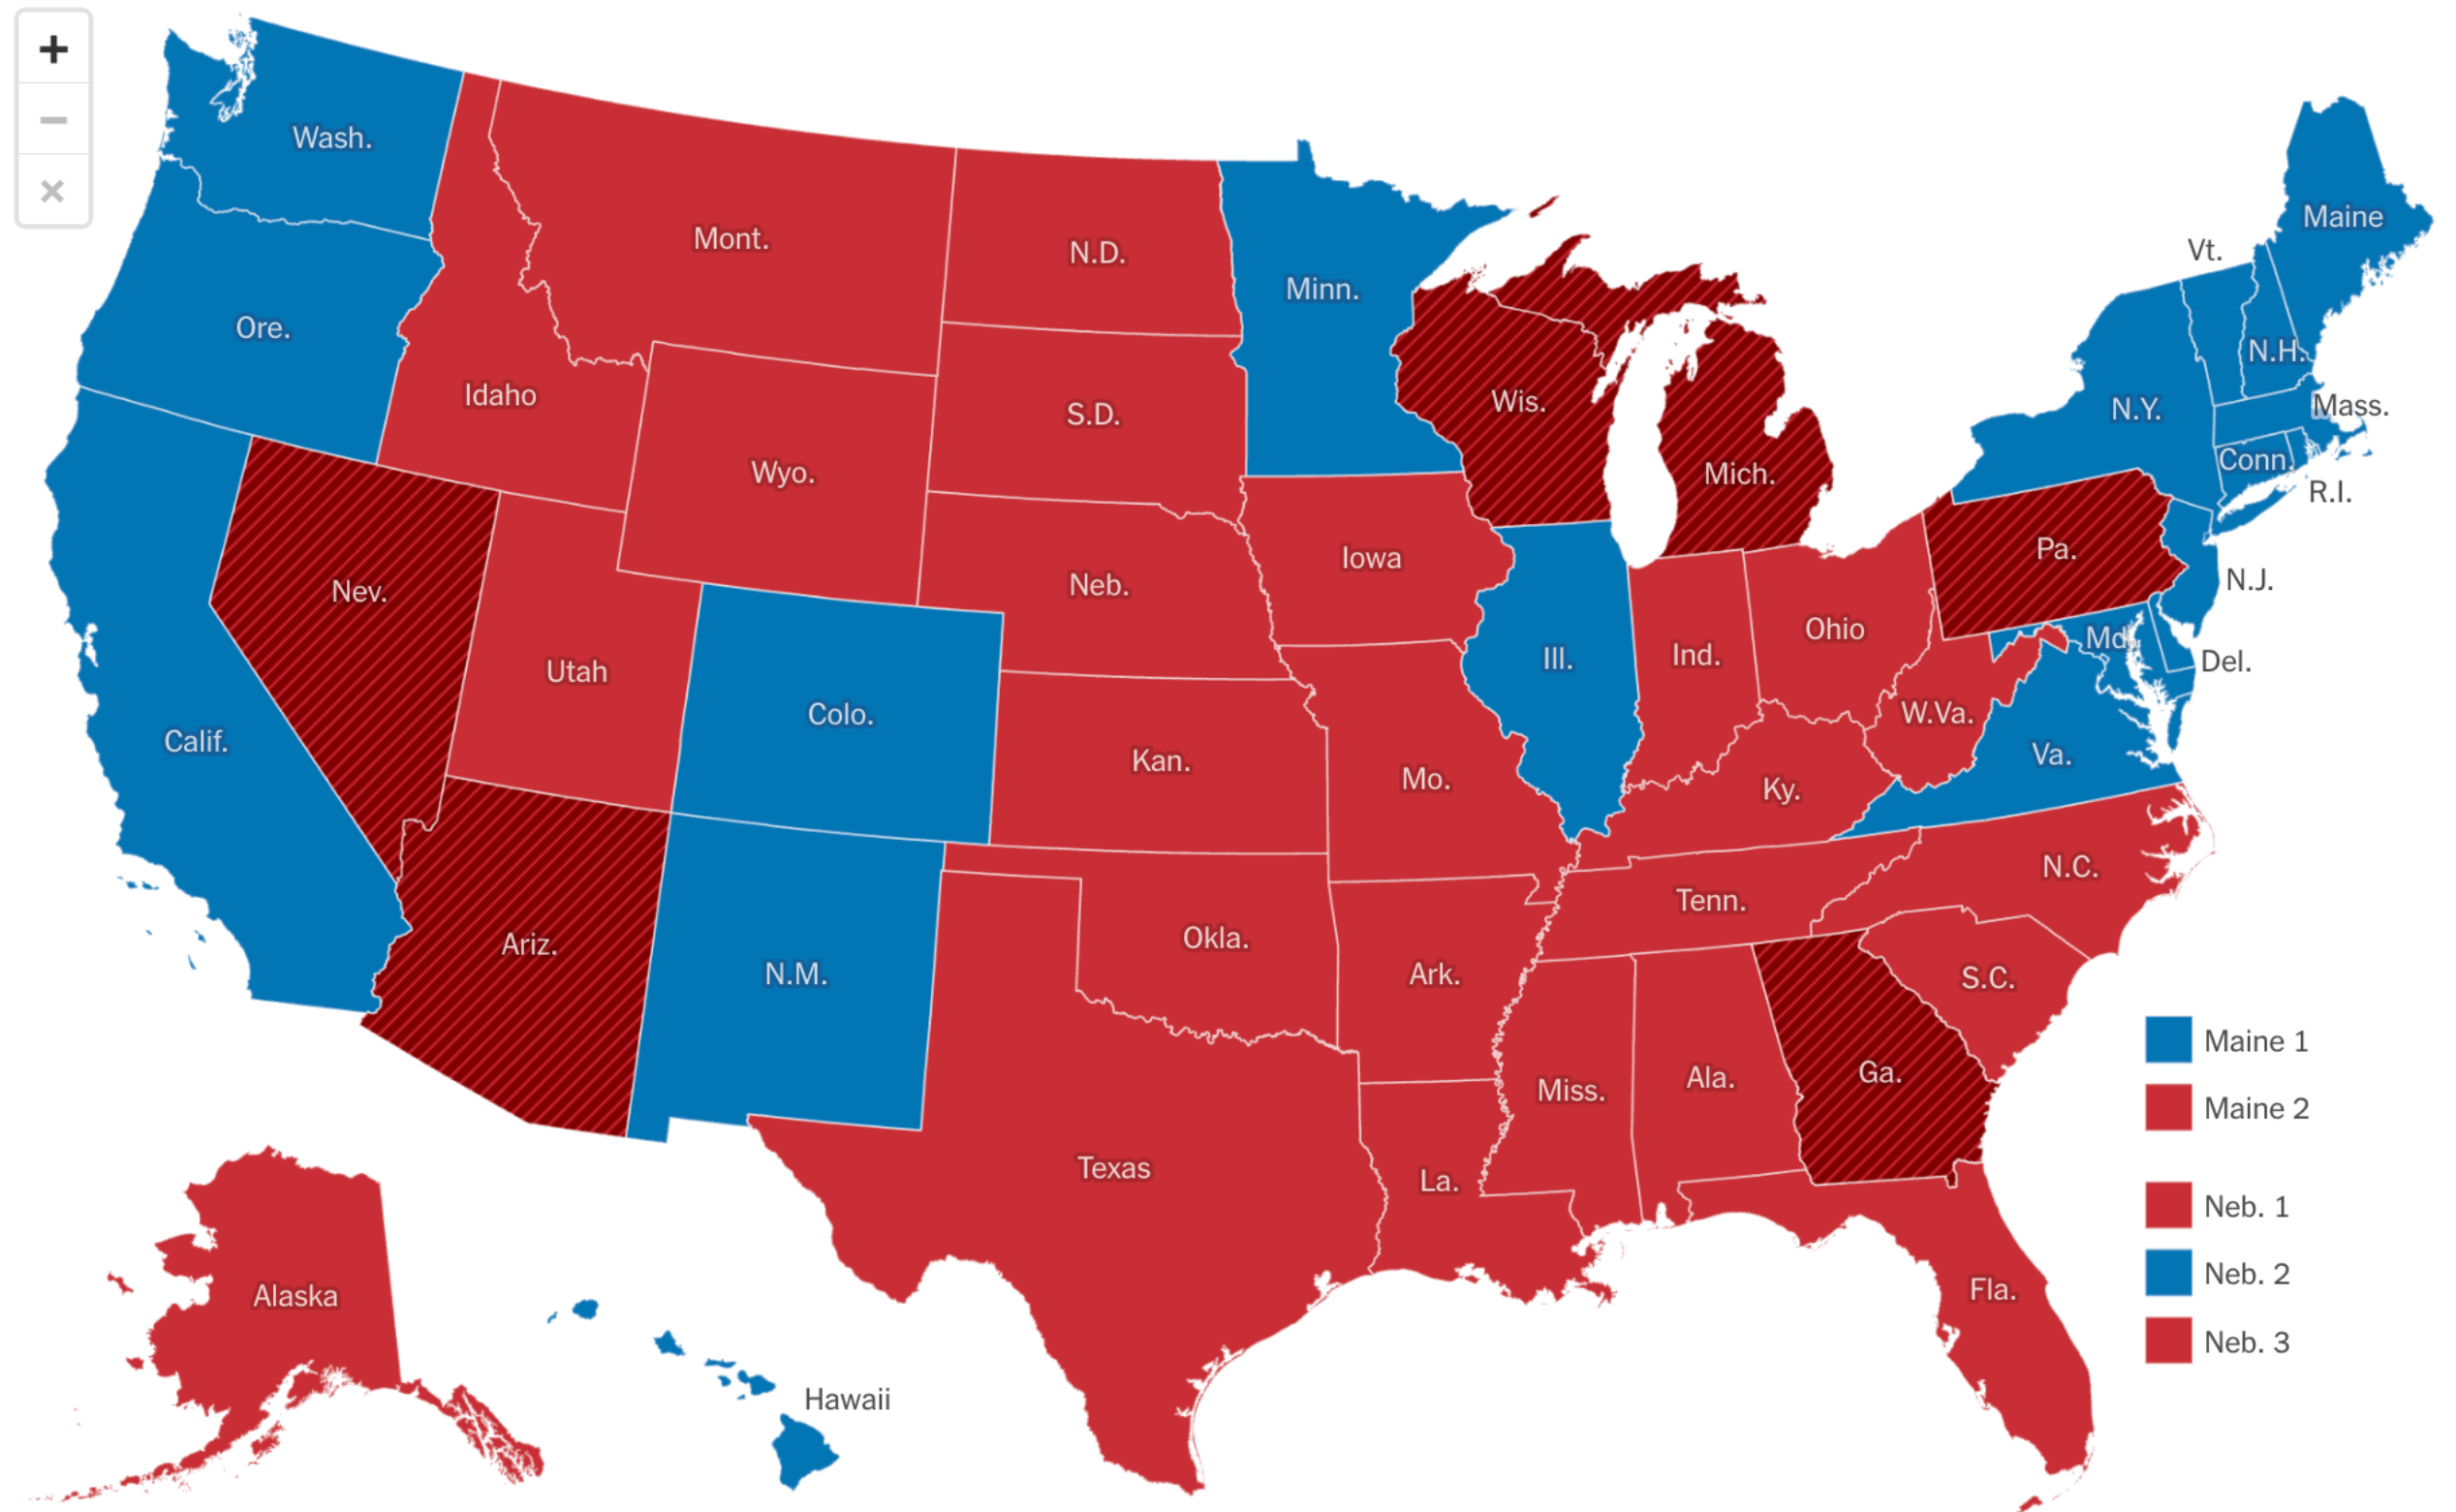 +
−
×
Wash.
Mont.
N.D.
Minn.
Maine
Vt.
Ore.
Idaho
S.D.
Wis.
Mich.
N.H.
N.Y.
Mass.
Conn.
R.I.
Wyo.
Nev.
Neb.
Iowa
Pa.
N.J.
Utah
Colo.
Ill.
Ind.
Ohio
Md.
Del.
Calif.
Kan.
Mo.
W.Va.
Va.
Ky.
Ariz.
N.M.
Okla.
Ark.
Tenn.
N.C.
S.C.
Texas
La.
Miss.
Ala.
Ga.
Fla.
Alaska
Hawaii
Maine 1
Maine 2
Neb. 1
Neb. 2
Neb. 3